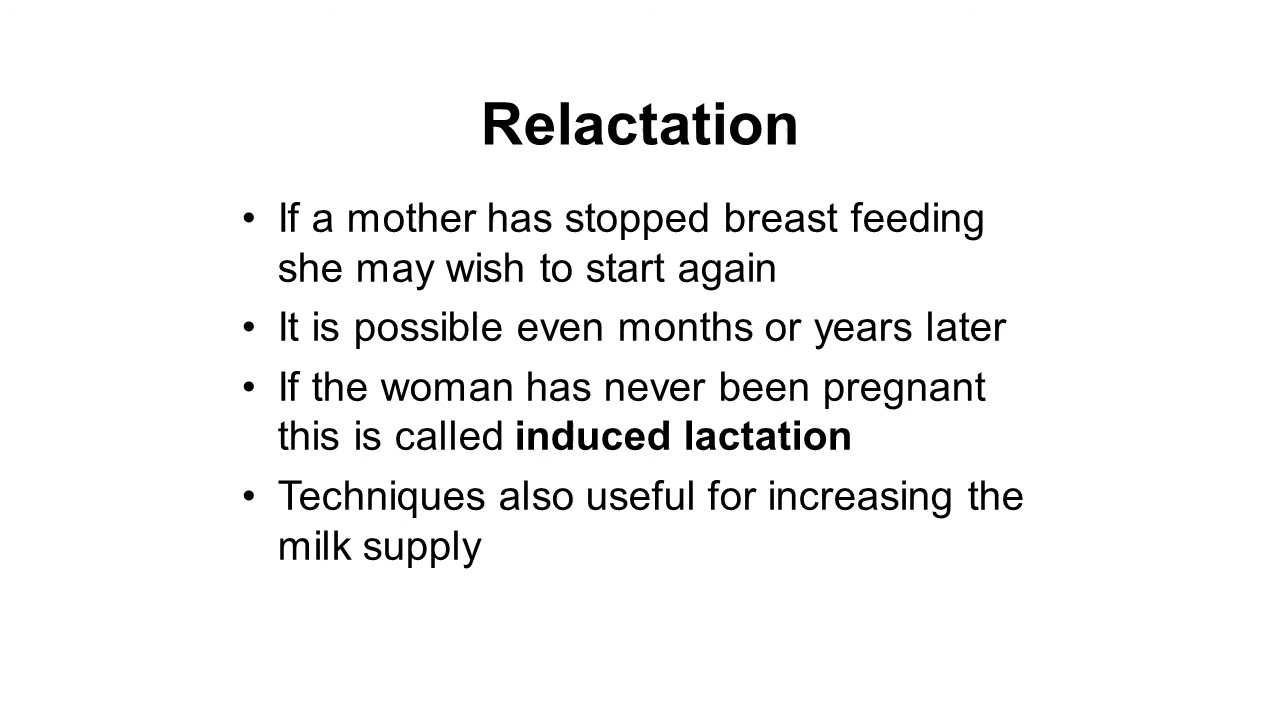 Relactation
• If a mother has stopped breast feeding
she may wish to start again
• It is possible even months or years later
• If the woman has never been pregnant
this is called induced lactation
• Techniques also useful for increasing the
milk supply